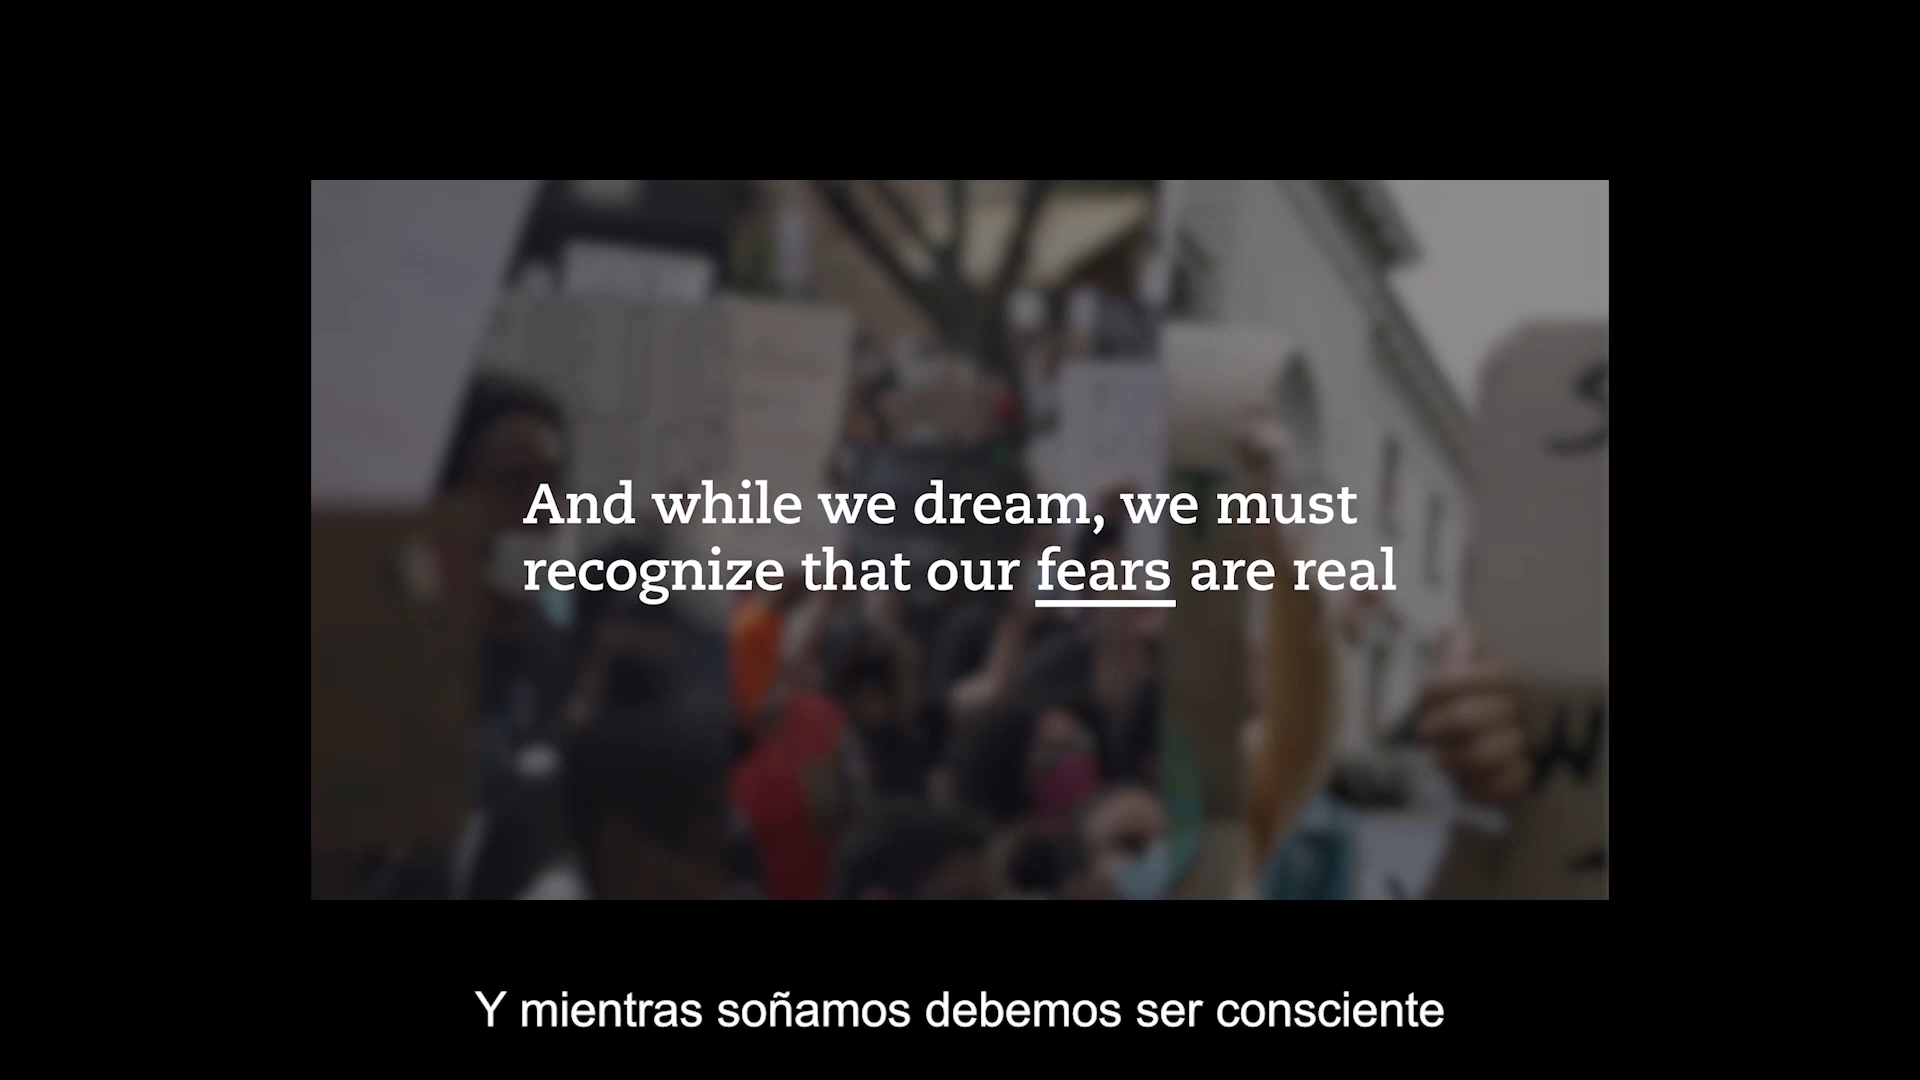 And while we dream, we must
recognize that our fears are real
Y mientras soñamos debemos ser consciente